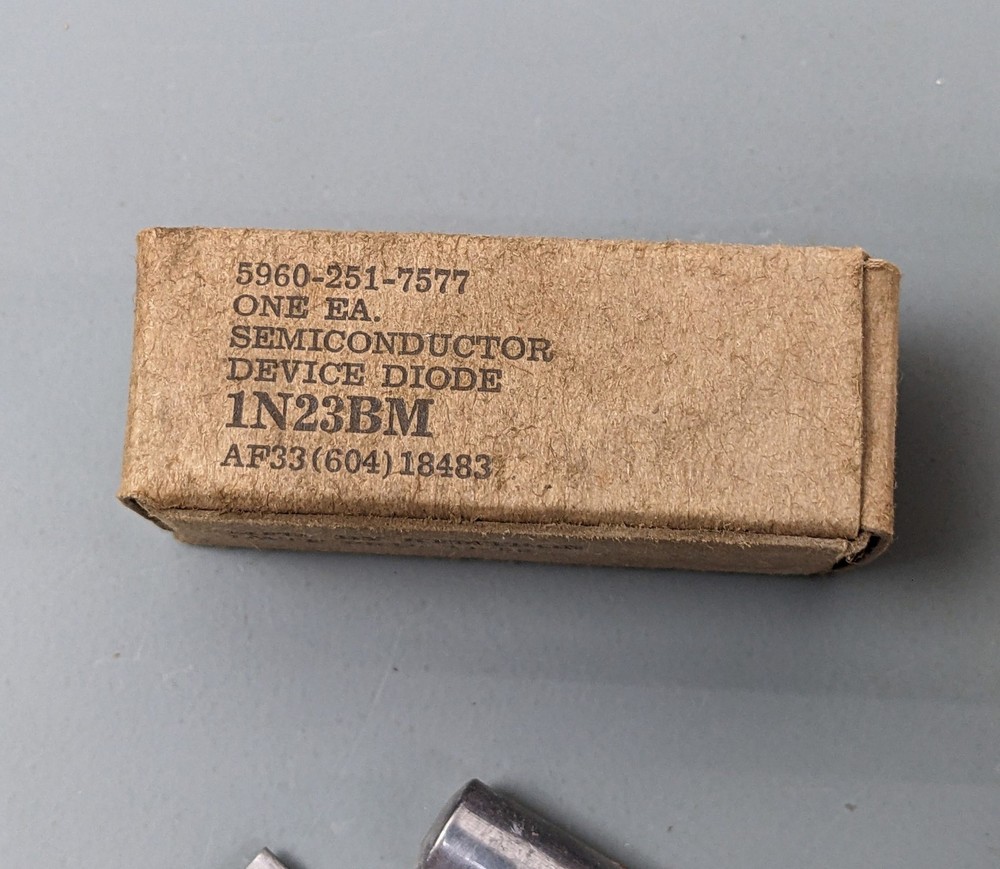 5960-251-7577
ONE EA.
SEMICONDUCTOR
DEVICE DIODE
1N23BM
AF33(604)18483